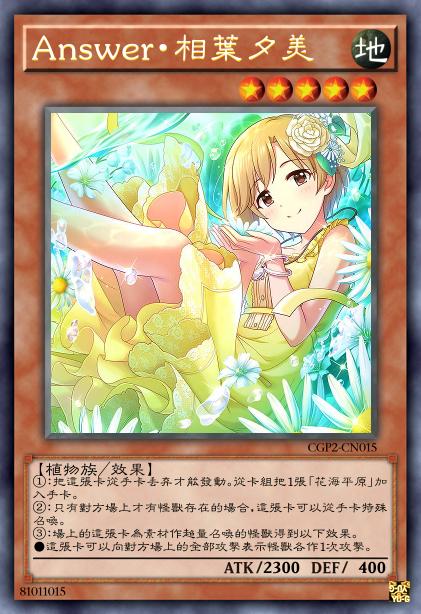 Answer・相葉夕美
地
CGP2-CN015
【植物族／效果】
①：把這張卡從手卡丟弃才能發動。從卡組把1張「花海平原」加
入手卡。
②：只有對方場上才有怪獸存在的場合，這張卡可以從手卡特殊
召喚。
③：場上的這張卡為素材作超量召喚的怪獸得到以下效果。
●這張卡可以向對方場上的全部攻擊表示怪獸各作1次攻擊。
ATK/2300 DEF/ 400
81011015